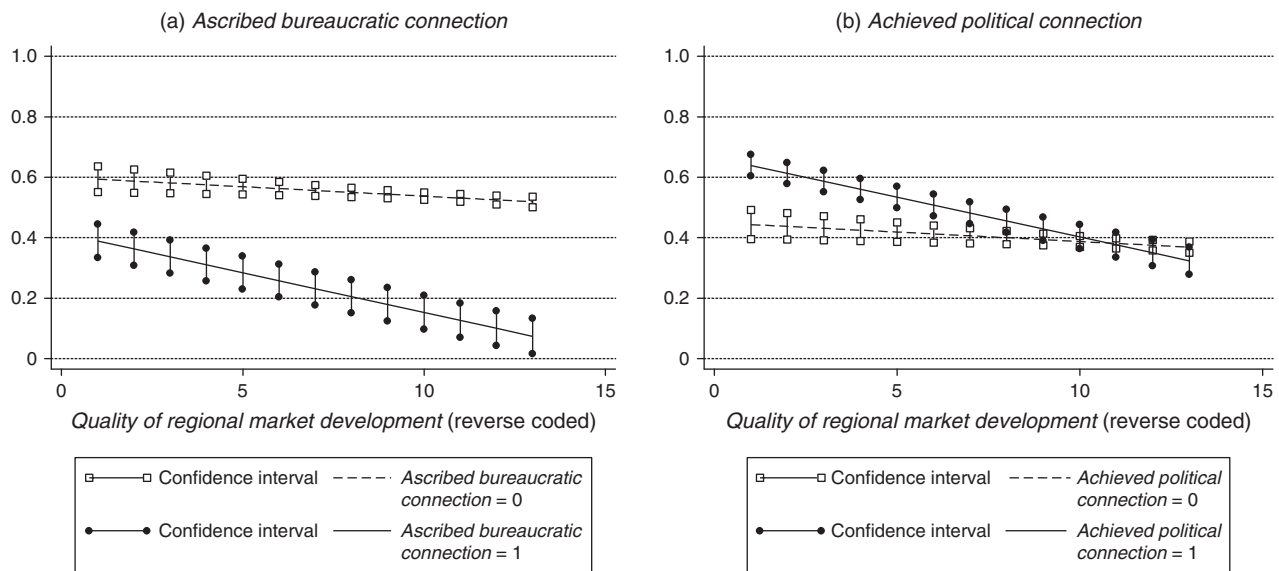 (a) Ascribed bureaucratic connection
1.0
0.8
0.6
0.4
0.2
0
0 5 10 15
Quality of regional market development (reverse coded)
Confidence interval Ascribed bureaucratic
connection = 0
Confidence interval Ascribed bureaucratic
connection = 1
(b) Achieved political connection
1.0
0.8
0.6
0.4
0.2
0
0 5 10 15
Quality of regional market development (reverse coded)
Confidence interval Achieved political
connection = 0
Confidence interval Achieved political
connection = 1